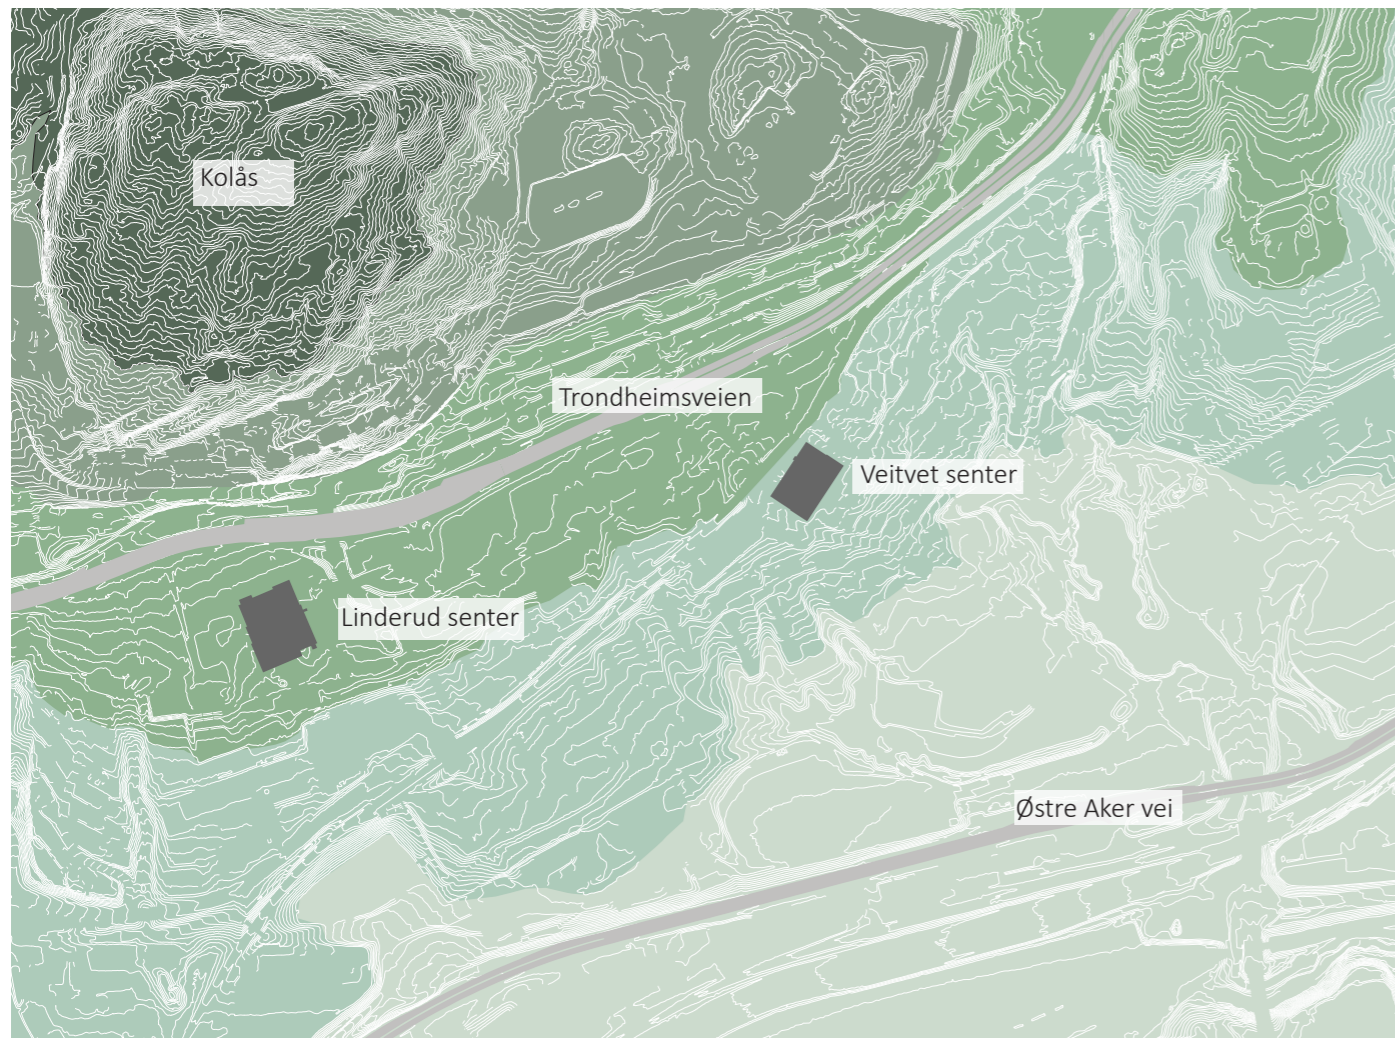 Kolås
Trondheimsveien
Veitvet senter
Linderud senter
Østre Aker vei